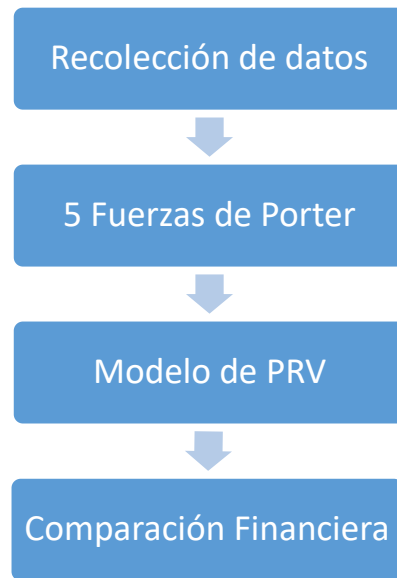 Recolección de datos
5 Fuerzas de Porter
Modelo de PRV
Comparación Financiera